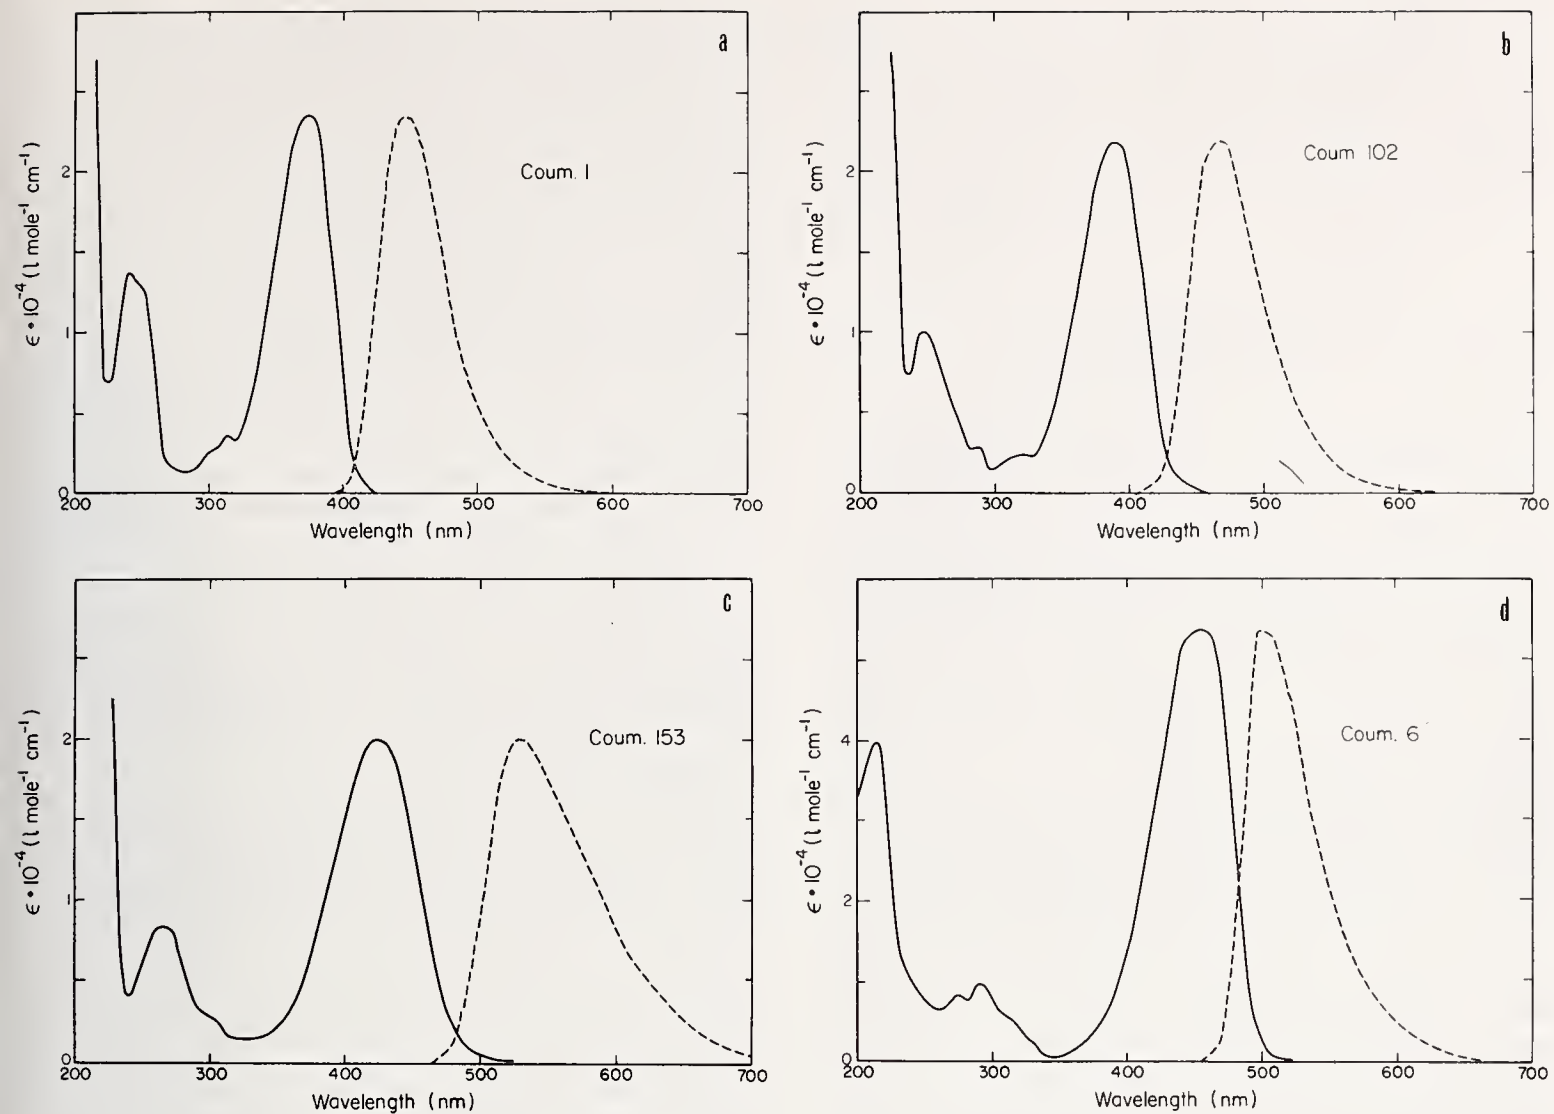 a
ϵ • 10⁻⁴ (l mole⁻¹ cm⁻¹)
2
1
0
Coum. 1
200 300 400 500 600 700
Wavelength (nm)
b
ϵ • 10⁻⁴ (l mole⁻¹ cm⁻¹)
2
1
0
Coum 102
200 300 400 500 600 700
Wavelength (nm)
c
ϵ • 10⁻⁴ (l mole⁻¹ cm⁻¹)
2
1
0
Coum. 153
200 300 400 500 600 700
Wavelength (nm)
d
ϵ • 10⁻⁴ (l mole⁻¹ cm⁻¹)
4
2
0
Coum. 6
200 300 400 500 600 700
Wavelength (nm)